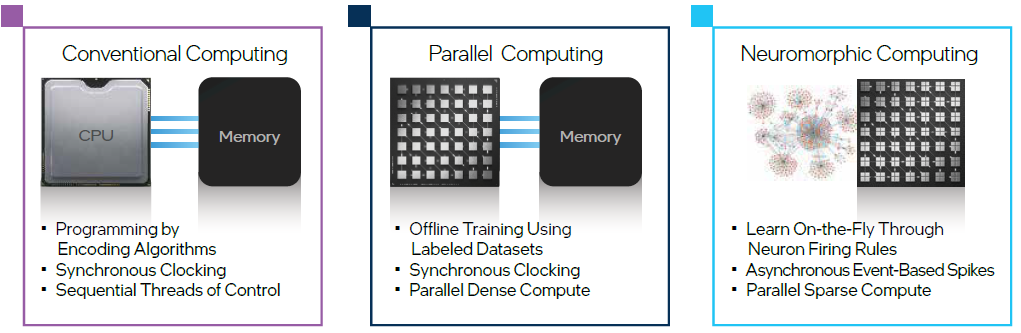 Conventional Computing
CPU
Memory
▪ Programming by
Encoding Algorithms
▪ Synchronous Clocking
▪ Sequential Threads of Control
Parallel Computing
Memory
▪ Offline Training Using
Labeled Datasets
▪ Synchronous Clocking
▪ Parallel Dense Compute
Neuromorphic Computing
▪ Learn On-the-Fly Through
Neuron Firing Rules
▪ Asynchronous Event-Based Spikes
▪ Parallel Sparse Compute